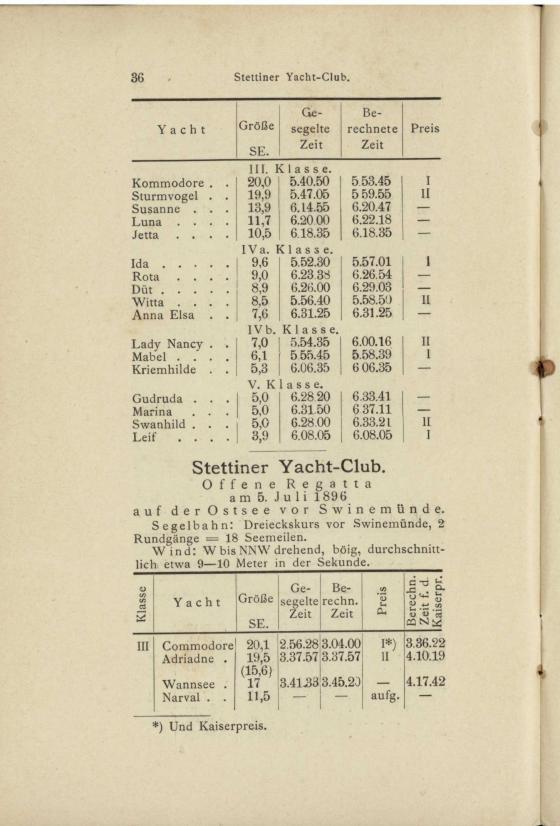 36 Stettiner Yacht-Club.
Yacht Größe SE. Gesegelte Zeit Berechnete Zeit Preis
III. Klasse.
Kommodore . . 20,0 5.40.50 5.53.45 I
Sturmvogel . . 19,9 5.47.05 5 59.55 II
Susanne . . . 13,9 6.14.55 6.20.47 —
Luna . . . . 11,7 6.20 00 6.22.18 —
Jetta . . . . 10,5 6.18.35 6.18.35 —
IVa. Klasse.
Ida . . . . . 9,6 5.52.30 5.57.01 I
Rota . . . . 9,0 6.23 38 6.26.54 —
Düt . . . . . 8,9 6.26.00 6.29.03 —
Witta . . . . 8,5 5.56.40 5.58.50 II
Anna Elsa . . 7,6 6.31.25 6.31.25 —
IVb. Klasse.
Lady Nancy . . 7,0 5.54.35 6.00.16 II
Mabel . . . . 6,1 5 55.45 5.58.39 I
Kriemhilde . . 5,3 6.06.35 6 06.35 —
V. Klasse.
Gudruda . . . 5,0 6.28 20 6.33.41 —
Marina . . . 5,0 6.31.50 6 37.11 —
Swanhild . . . 5,0 6.28.00 6.33.21 II
Leif . . . . 3,9 6.08.05 6.08.05 I
Stettiner Yacht-Club.
Offene Regatta
am 5. Juli 1896
auf der Ostsee vor Swinemünde.
Segelbahn: Dreieckskurs vor Swinemünde, 2
Rundgänge = 18 Seemeilen.
Wind: W bis NNW drehend, böig, durchschnitt-
lich etwa 9—10 Meter in der Sekunde.
Klasse Yacht Größe SE. Gesegelte Zeit Berechn. Zeit Preis Berechn. Zeit f. d. Kaiserpr.
III Commodore 20,1 2.56.28 3.04.00 I*) 3.36.22
Adriadne . 19,5 3.37.57 3.37.57 II 4.10.19
(15,6)
Wannsee . 17 3.41.33 3.45.20 — 4.17.42
Narval . . 11,5 — — aufg. —
*) Und Kaiserpreis.